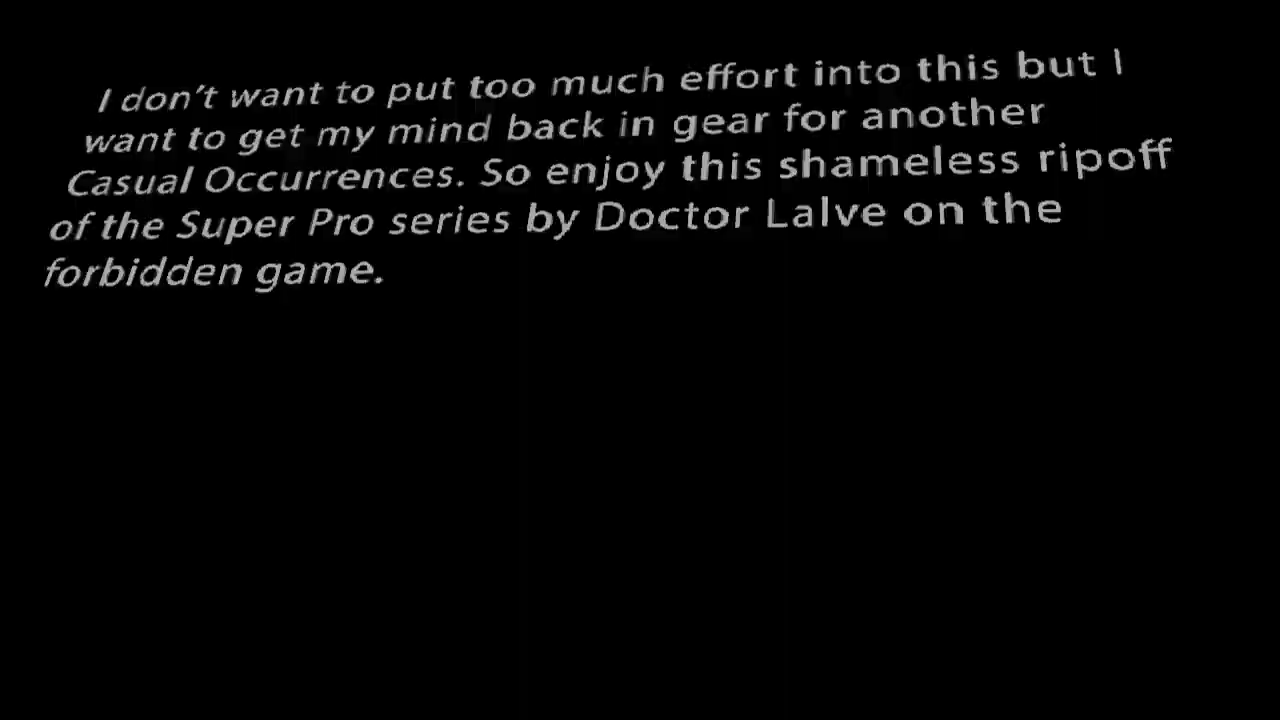 I don't want to put too much effort into this but I
want to get my mind back in gear for another
Casual Occurrences. So enjoy this shameless ripoff
of the Super Pro series by Doctor Lalve on the
forbidden game.